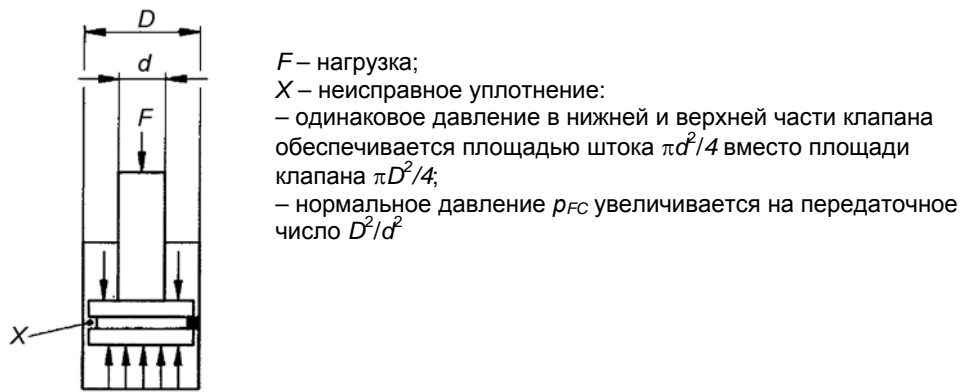 D
d
F
X
F – нагрузка;
X – неисправное уплотнение:
– одинаковое давление в нижней и верхней части клапана
обеспечивается площадью штока πd²/4 вместо площади
клапана πD²/4;
– нормальное давление pFC увеличивается на передаточное
число D²/d²